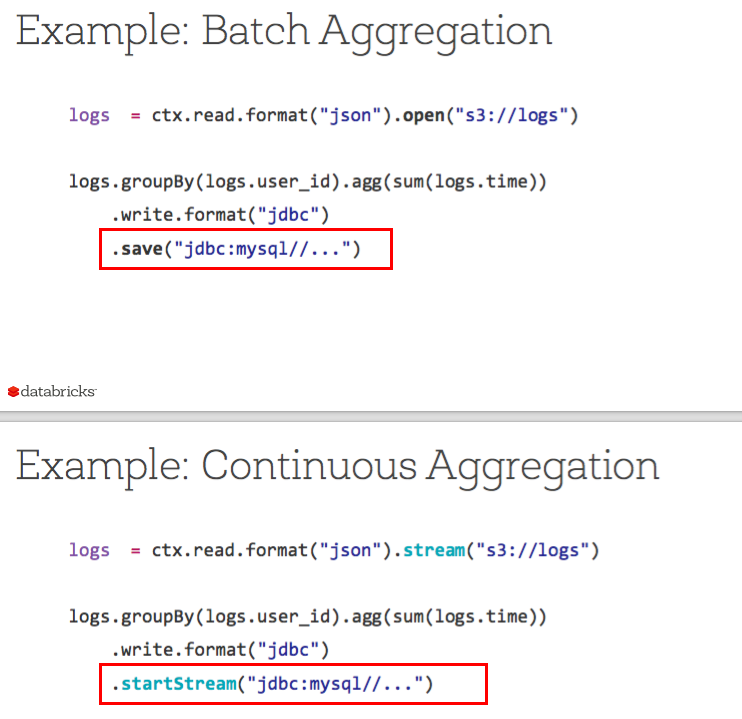 Example: Batch Aggregation
logs = ctx.read.format("json").open("s3://logs")
logs.groupBy(logs.user_id).agg(sum(logs.time))
.write.format("jdbc")
.save("jdbc:mysql//...")
databricks
Example: Continuous Aggregation
logs = ctx.read.format("json").stream("s3://logs")
logs.groupBy(logs.user_id).agg(sum(logs.time))
.write.format("jdbc")
.startStream("jdbc:mysql//...")